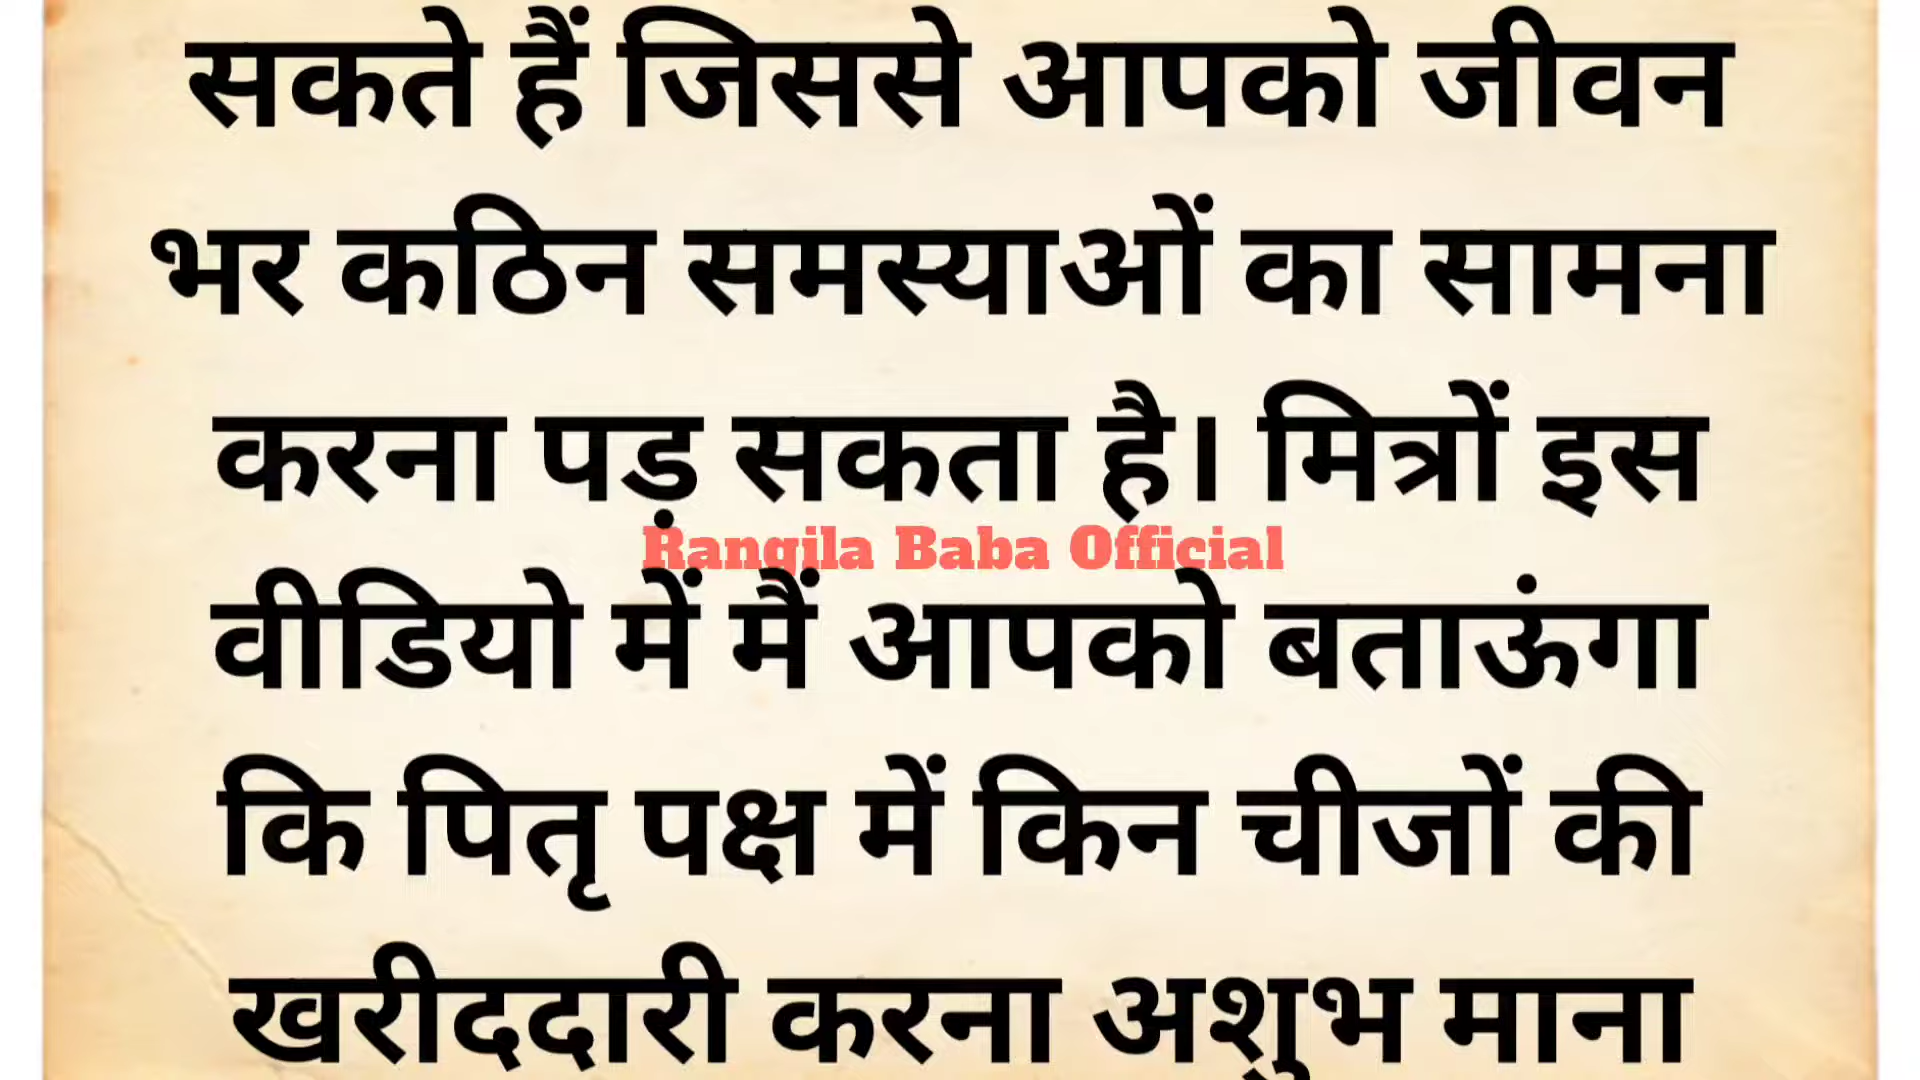 सकते हैं जिससे आपको जीवन
भर कठिन समस्याओं का सामना
करना पड़ सकता है। मित्रों इस
Rangila Baba Official
वीडियो में मैं आपको बताऊंगा
कि पितृ पक्ष में किन चीजों की
खरीददारी करना अशुभ माना